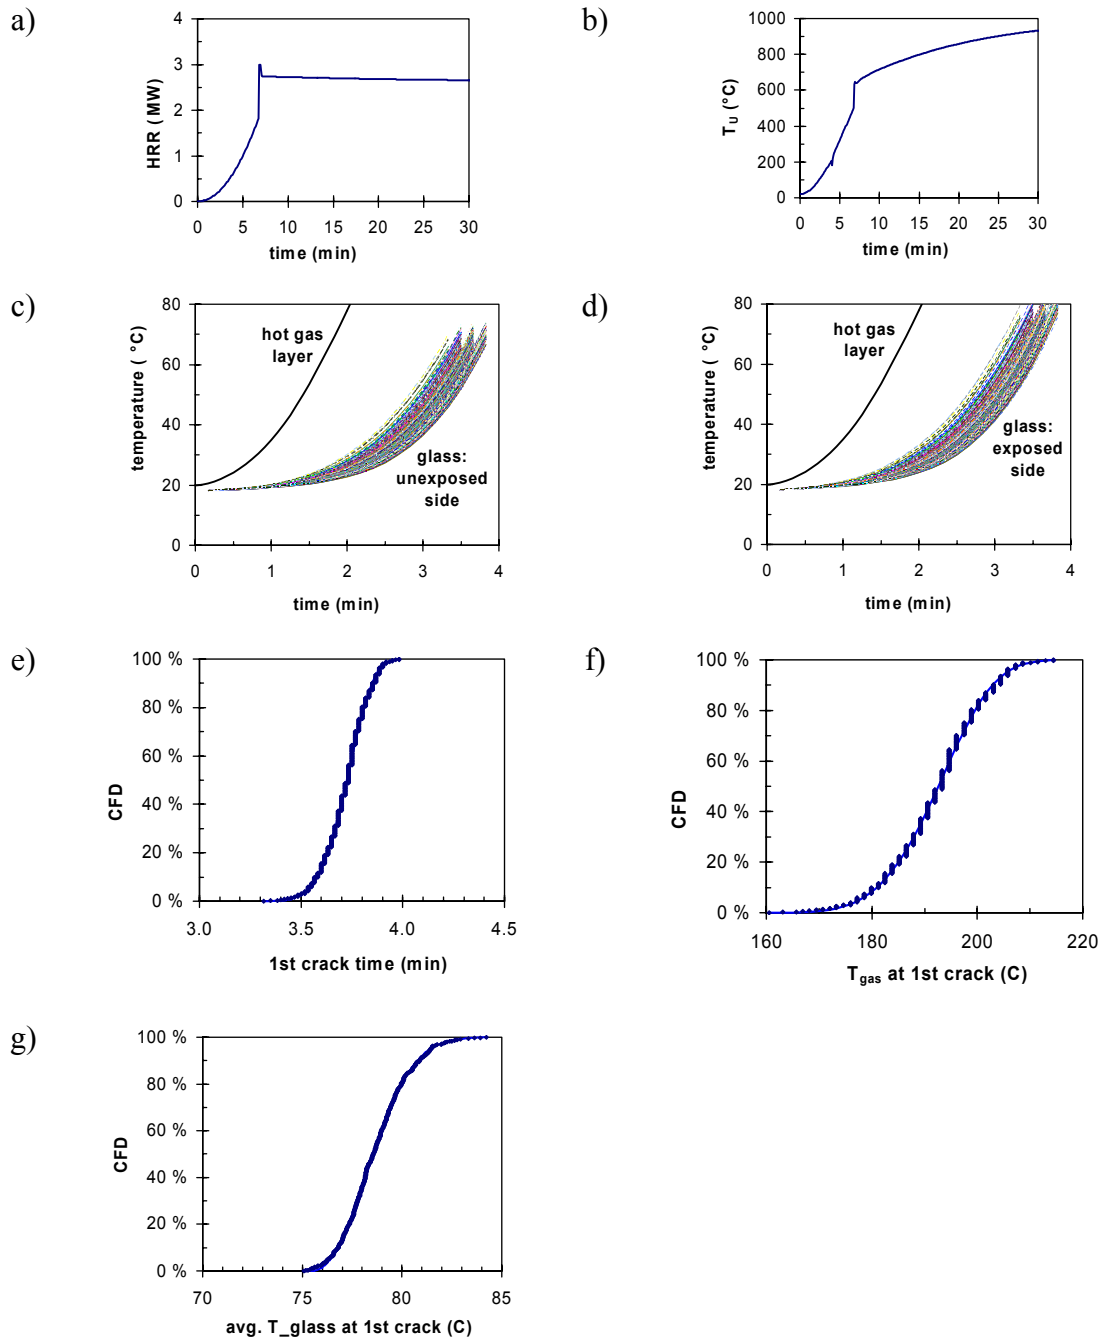 a)
4
3
2
1
0
HRR (MW)
0 5 10 15 20 25 30
time (min)
b)
1000
800
600
400
200
0
TU (°C)
0 5 10 15 20 25 30
time (min)
c)
80
60
40
20
0
temperature ( °C)
hot gas
layer
glass:
unexposed
side
0 1 2 3 4
time (min)
d)
80
60
40
20
0
temperature ( °C)
hot gas
layer
glass:
exposed
side
0 1 2 3 4
time (min)
e)
100 %
80 %
60 %
40 %
20 %
0 %
CFD
3.0 3.5 4.0 4.5
1st crack time (min)
f)
100 %
80 %
60 %
40 %
20 %
0 %
CFD
160 180 200 220
Tgas at 1st crack (C)
g)
100 %
80 %
60 %
40 %
20 %
0 %
CFD
70 75 80 85
avg. T_glass at 1st crack (C)